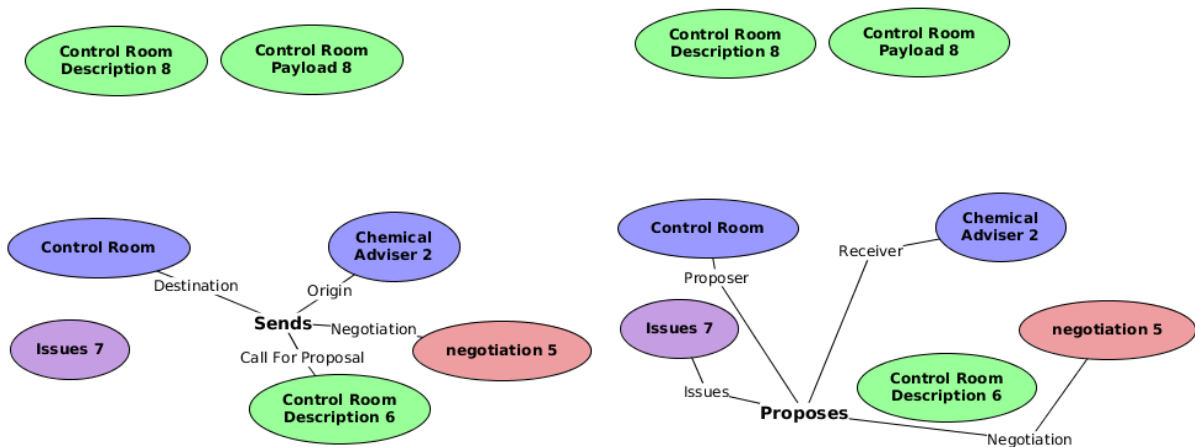 Control Room
Description 8
Control Room
Payload 8
Control Room
Chemical
Adviser 2
Destination
Origin
Sends
Negotiation
Issues 7
Call For Proposal
negotiation 5
Control Room
Description 6
Control Room
Description 8
Control Room
Payload 8
Control Room
Chemical
Adviser 2
Receiver
Proposer
Issues 7
negotiation 5
Control Room
Description 6
Issues
Proposes
Negotiation